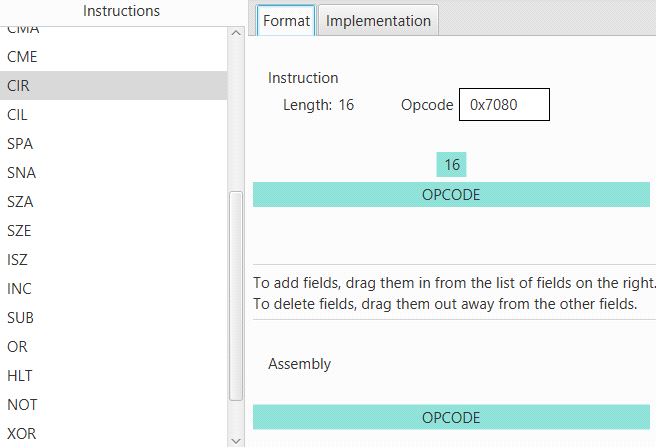 Instructions
CMA
CME
CIR
CIL
SPA
SNA
SZA
SZE
ISZ
INC
SUB
OR
HLT
NOT
XOR
Format Implementation
Instruction
Length: 16 Opcode 0x7080
16
OPCODE
To add fields, drag them in from the list of fields on the right.
To delete fields, drag them out away from the other fields.
Assembly
OPCODE